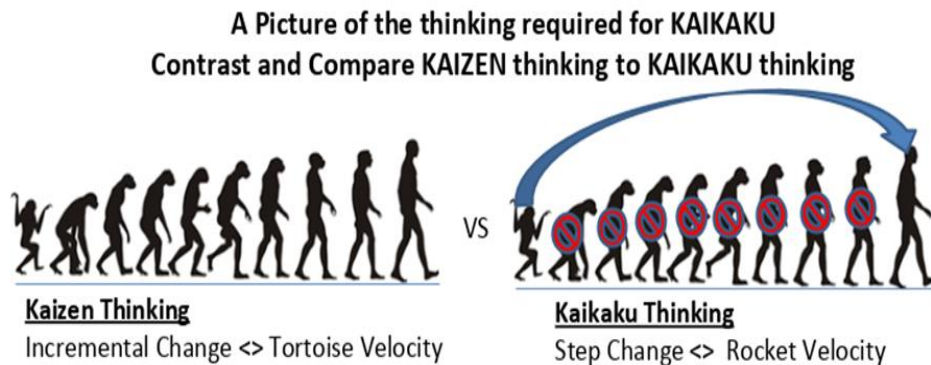 A Picture of the thinking required for KAIKAKU
Contrast and Compare KAIZEN thinking to KAIKAKU thinking
VS
Kaizen Thinking
Incremental Change <> Tortoise Velocity
Kaikaku Thinking
Step Change <> Rocket Velocity